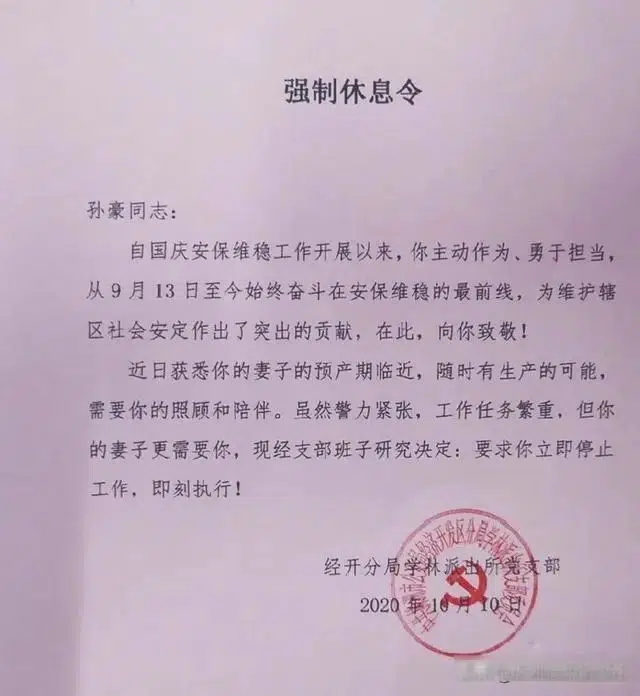 强制休息令
孙豪同志：
自国庆安保维稳工作开展以来，你主动作为、勇于担当，
从9月13日至今始终奋斗在安保维稳的最前线，为维护辖
区社会安定作出了突出的贡献，在此，向你致敬！
近日获悉你的妻子的预产期临近，随时有生产的可能，
需要你的照顾和陪伴。虽然警力紧张，工作任务繁重，但你
的妻子更需要你，现经支部班子研究决定：要求你立即停止
工作，即刻执行！
经开分局学林派出所党支部
2020年10月10日